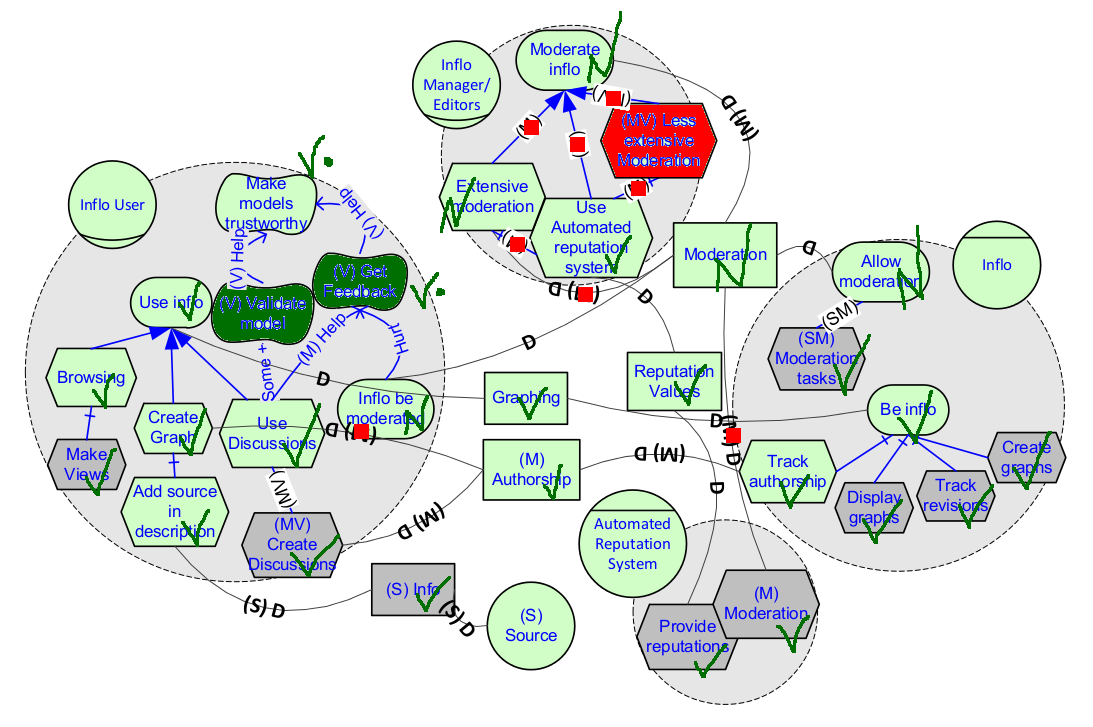 Moderate
inflo
Inflo
Manager/
Editors
(MV) Less
extensive
Moderation
(M) D
Extensive
moderation
Use
Automated
reputation
system
Inflo User
Make
models
trustworthy
(V) Help
(V) Help
(V) Get
Feedback
(V) Validate
model
Use info
Some +
(M) Help
Hurt
Browsing
Create
Graph
Use
Discussions
Inflo be
Make
Views
Add source
in
description
(MV)
(MV)
Create
Discussions
D
D
D
D
Moderation
D
Allow
moderation
Inflo
(SM)
(SM)
Moderation
tasks
Graphing
Reputation
Values
D
Be inflo
(M)
Authorship
(M) D
(M) D
D
D
Track
authorship
Display
graphs
Track
revisions
Create
graphs
Automated
Reputation
System
(S) D
(S) Info
(S) D
(S)
Source
Provide
reputations
(M)
Moderation